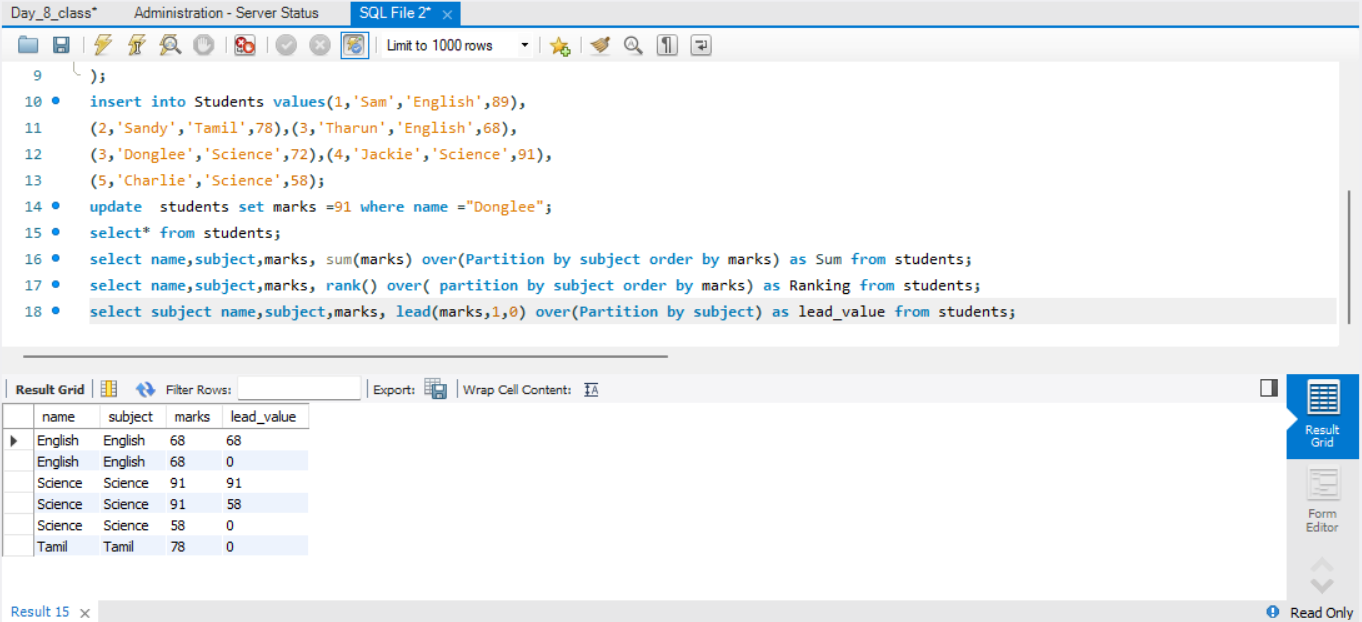 Day_8_class* Administration - Server Status SQL File 2* ×
Limit to 1000 rows
9 );
10 insert into Students values(1,'Sam','English',89),
11 (2,'Sandy','Tamil',78),(3,'Tharun','English',68),
12 (3,'Donglee','Science',72),(4,'Jackie','Science',91),
13 (5,'Charlie','Science',58);
14 update  students set marks =91 where name ="Donglee";
15 select* from students;
16 select name,subject,marks, sum(marks) over(Partition by subject order by marks) as Sum from students;
17 select name,subject,marks, rank() over( partition by subject order by marks) as Ranking from students;
18 select subject name,subject,marks, lead(marks,1,0) over(Partition by subject) as lead_value from students;
Result Grid Filter Rows: Export: Wrap Cell Content: IA
name subject marks lead_value
English English 68 68
English English 68 0
Science Science 91 91
Science Science 91 58
Science Science 58 0
Tamil Tamil 78 0
Result
Grid
Form
Editor
Result 15 × Read Only